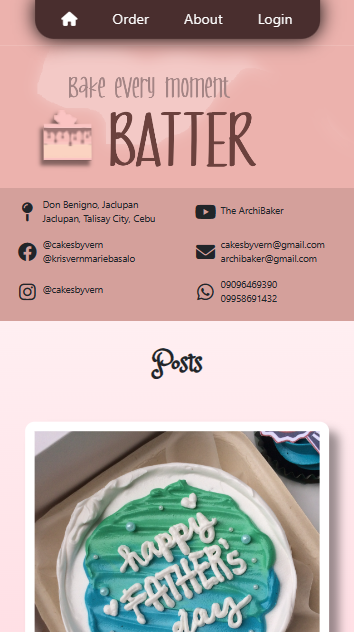 Order About Login
Bake every moment
BATTER
Don Benigno, Jaclupan
Jaclupan, Talisay City, Cebu
The ArchiBaker
@cakesbyvern
@krisvernmariebasalo
cakesbyvern@gmail.com
archibaker@gmail.com
@cakesbyvern
09096469390
09958691432
Posts
happy
FATHER's
day